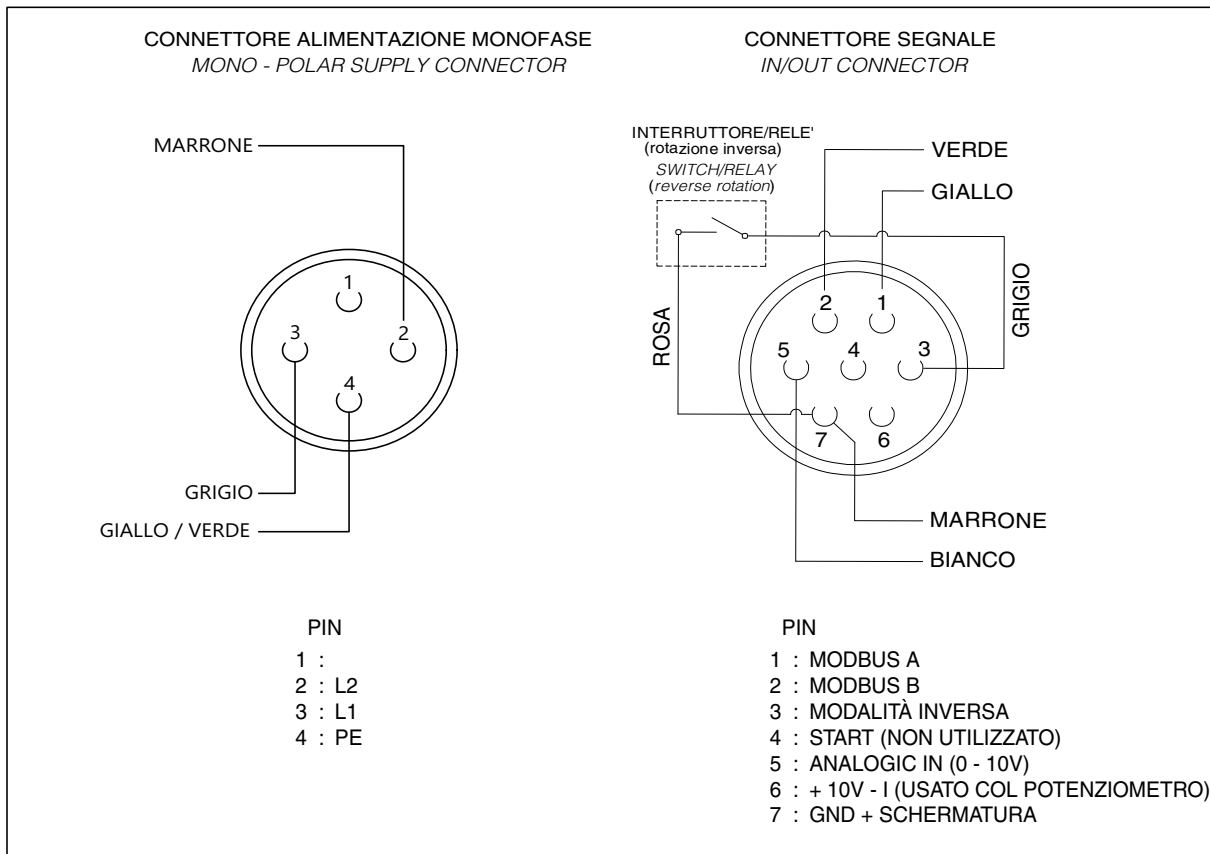 CONNETTORE ALIMENTAZIONE MONOFASE
MONO - POLAR SUPPLY CONNECTOR
MARRONE
1
3
2
4
GRIGIO
GIALLO / VERDE
PIN
1 :
2 : L2
3 : L1
4 : PE
CONNETTORE SEGNALE
IN/OUT CONNECTOR
INTERRUTTORE/RELE'
(rotazione inversa)
SWITCH/RELAY
(reverse rotation)
VERDE
GIALLO
ROSA
GRIGIO
2
1
5
4
3
7
6
MARRONE
BIANCO
PIN
1 : MODBUS A
2 : MODBUS B
3 : MODALITÀ INVERSA
4 : START (NON UTILIZZATO)
5 : ANALOGIC IN (0 - 10V)
6 : + 10V - I (USATO COL POTENZIOMETRO)
7 : GND + SCHERMATURA